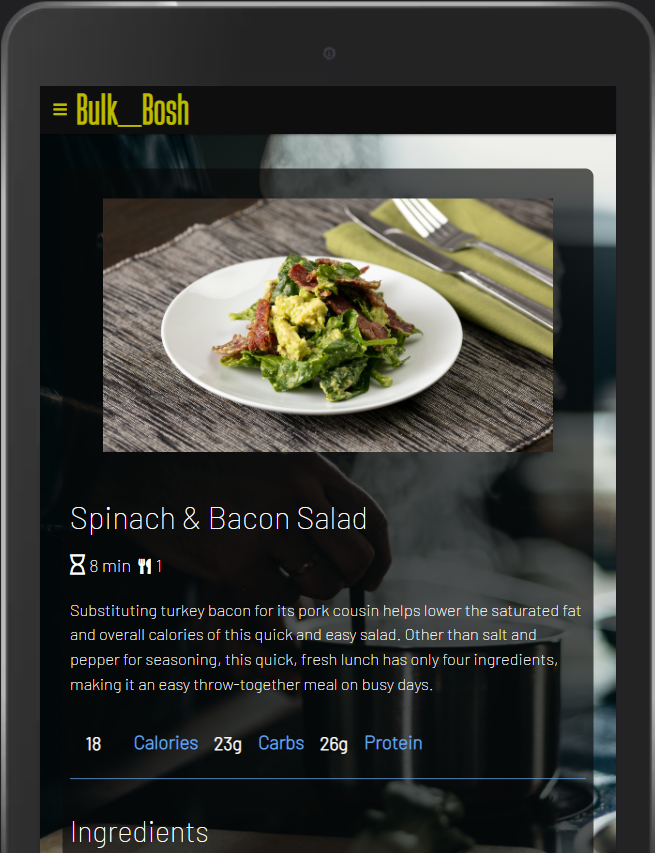 Bulk__Bosh
Spinach & Bacon Salad
8 min 1
Substituting turkey bacon for its pork cousin helps lower the saturated fat
and overall calories of this quick and easy salad. Other than salt and
pepper for seasoning, this quick, fresh lunch has only four ingredients,
making it an easy throw-together meal on busy days.
18 Calories 23g Carbs 26g Protein
Ingredients